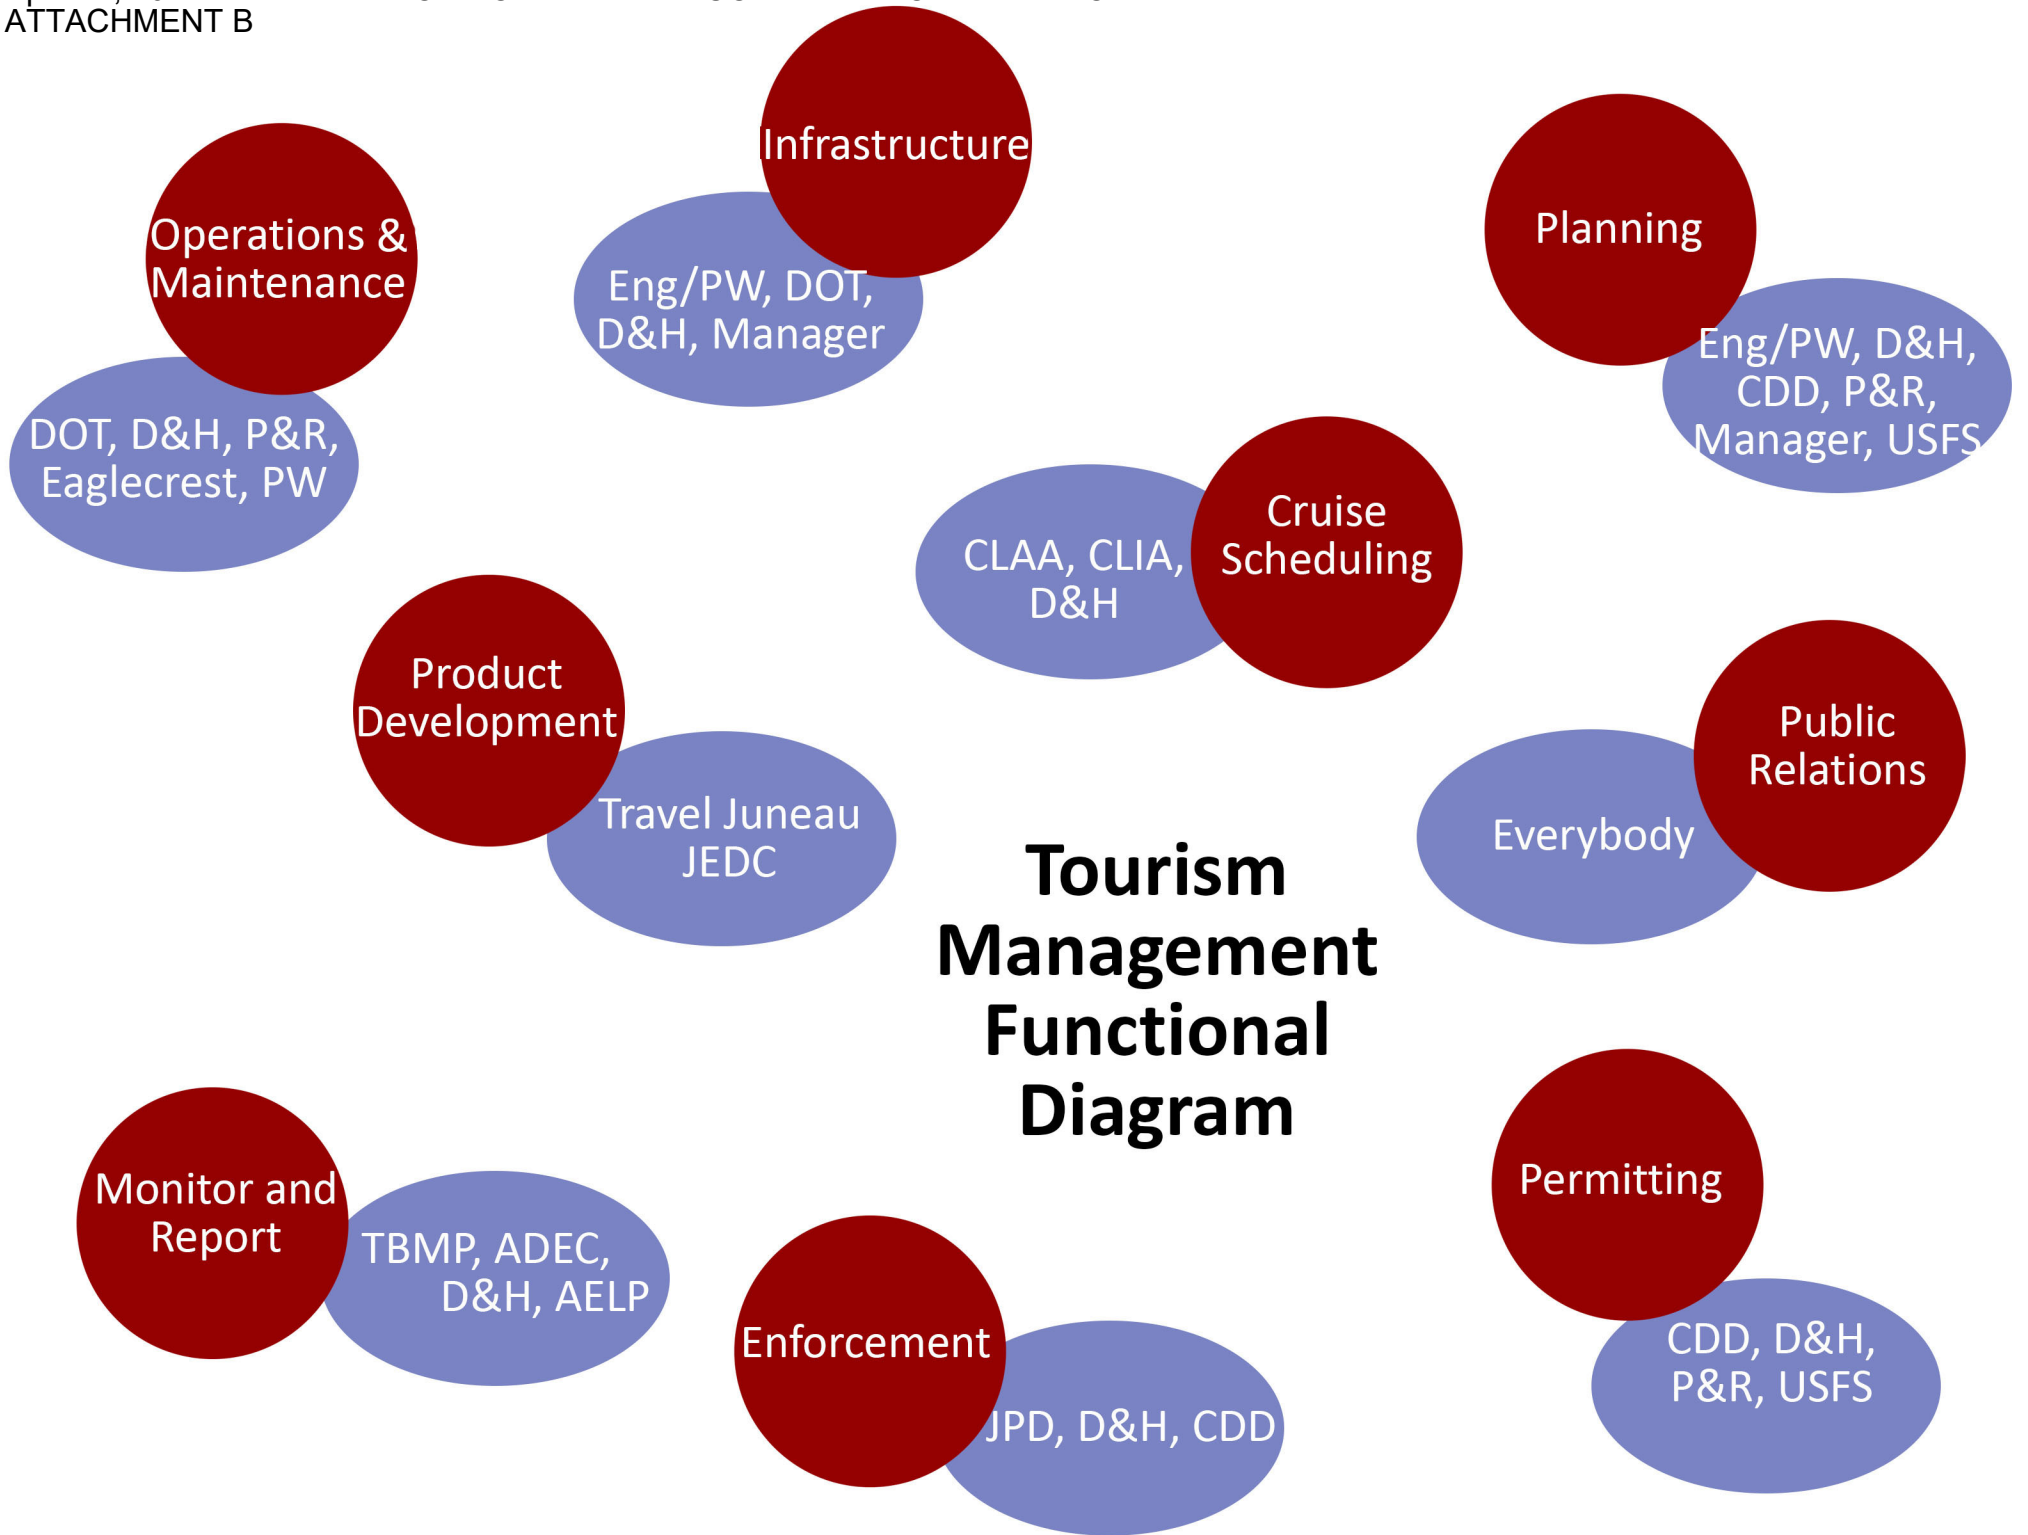 ATTACHMENT B
Infrastructure
Eng/PW, DOT,
D&H, Manager
Operations &
Maintenance
DOT, D&H, P&R,
Eaglecrest, PW
Planning
Eng/PW, D&H,
CDD, P&R,
Manager, USFS
Cruise
Scheduling
CLAA, CLIA,
D&H
Product
Development
Travel Juneau
JEDC
Public
Relations
Everybody
Tourism
Management
Functional
Diagram
Monitor and
Report
TBMP, ADEC,
D&H, AELP
Enforcement
JPD, D&H, CDD
Permitting
CDD, D&H,
P&R, USFS